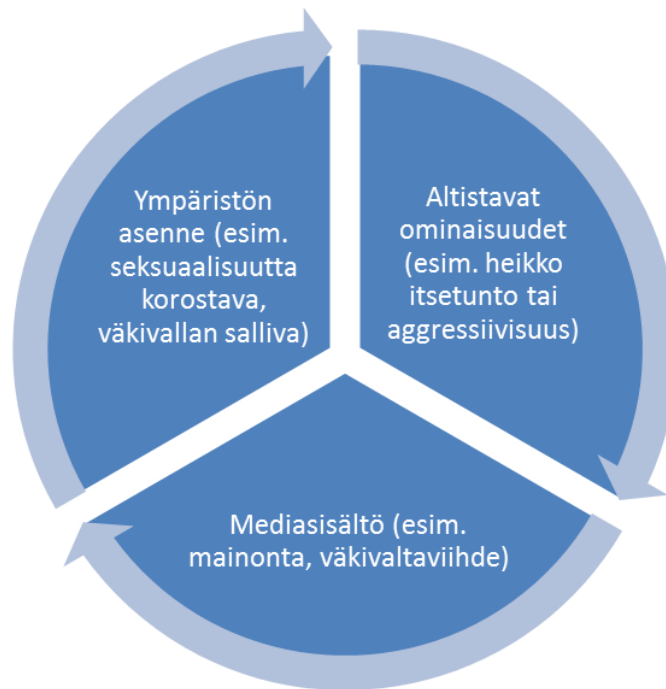 Ympäristön
asenne (esim.
seksuaalisuutta
korostava,
väkivallan salliva)
Altistavat
ominaisuudet
(esim. heikko
itsetunto tai
aggressiivisuus)
Mediasisältö (esim.
mainonta, väkivaltaviihde)